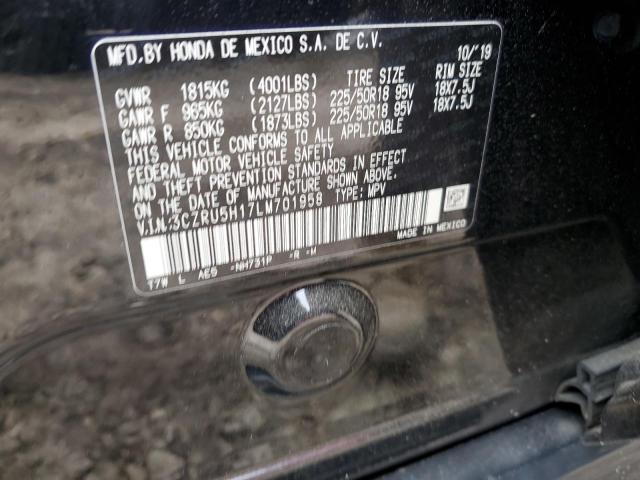 MFD.BY HONDA DE MEXICO S.A. DE C.V. 10/'19
TIRE SIZE RIM SIZE
GVWR 1815KG (4001LBS)
GAWR F 965KG (2127LBS) 225/50R18 95V 18X7.5J
GAWR R 850KG (1873LBS) 225/50R18 95V 18X7.5J
THIS VEHICLE CONFORMS TO ALL APPLICABLE
FEDERAL MOTOR VEHICLE SAFETY
AND THEFT PREVENTION STANDARDS IN EFFECT
ON THE DATE OF MANUFACTURE SHOWN ABOVE.
V.I.N.:3CZRU5H17LM701958 TYPE: MPV
MADE IN MEXICO
T7W L AE5 -NH731P -R -M